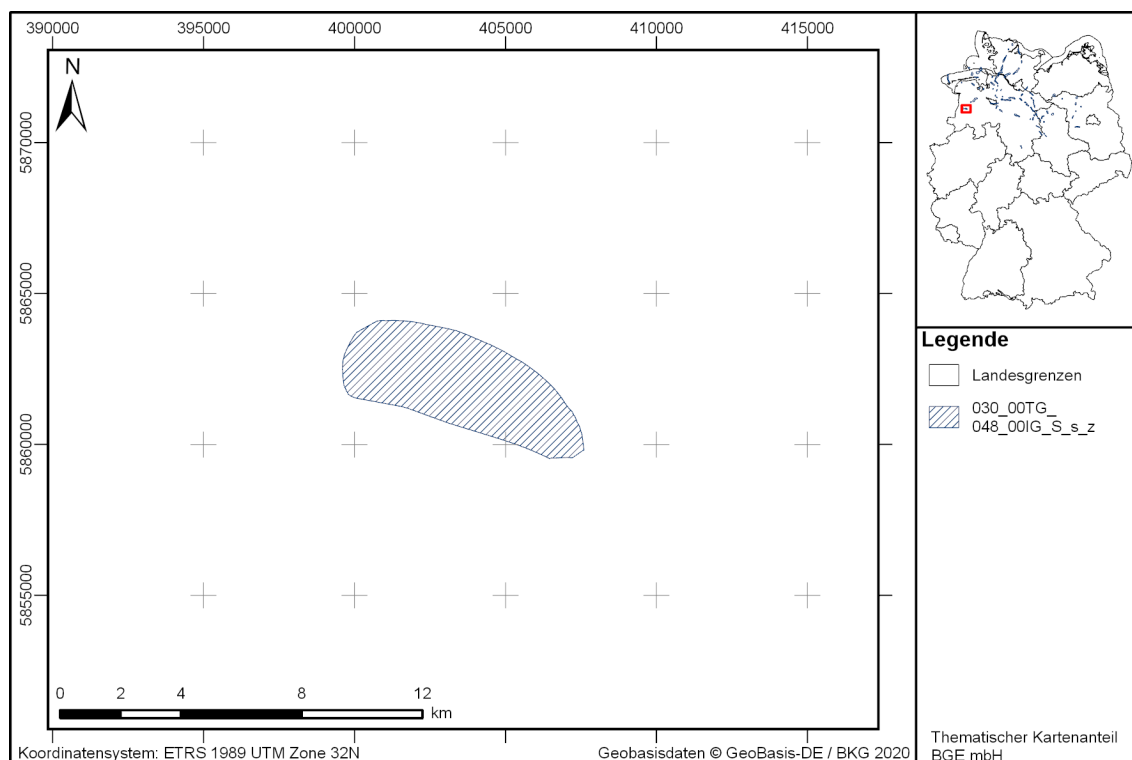 390000 395000 400000 405000 410000 415000
N
5870000
5865000
5860000
5855000
0 2 4 8 12
km
Koordinatensystem: ETRS 1989 UTM Zone 32N
Geobasisdaten © GeoBasis-DE / BKG 2020
Legende
Landesgrenzen
030_00TG_
048_00IG_S_s_z
Thematischer Kartenanteil
BGE mbH